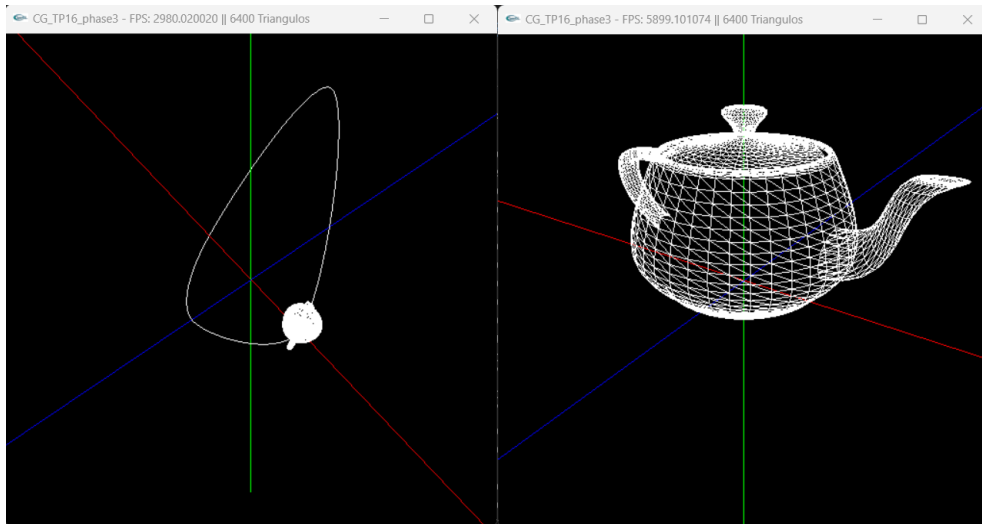 CG_TP16_phase3 - FPS: 2980.020020 || 6400 Triangulos
CG_TP16_phase3 - FPS: 5899.101074 || 6400 Triangulos